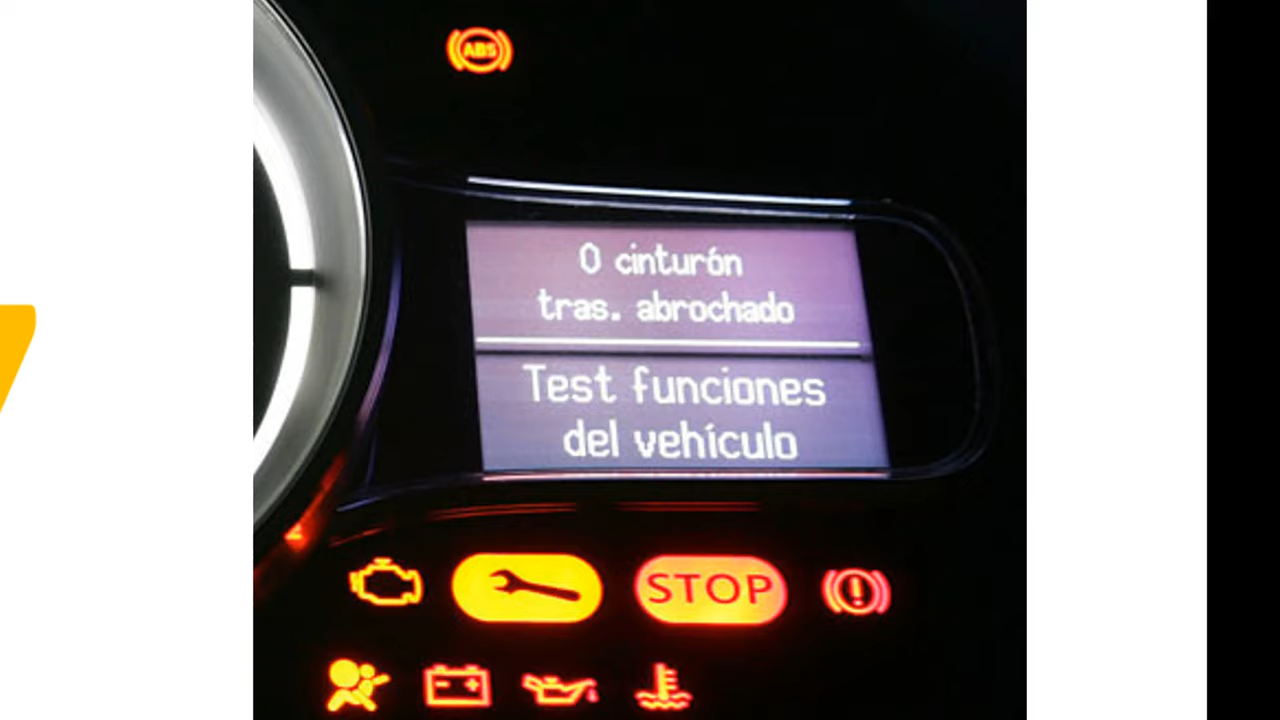 ABS
0 cinturón
tras. abrochado
Test funciones
del vehículo
STOP